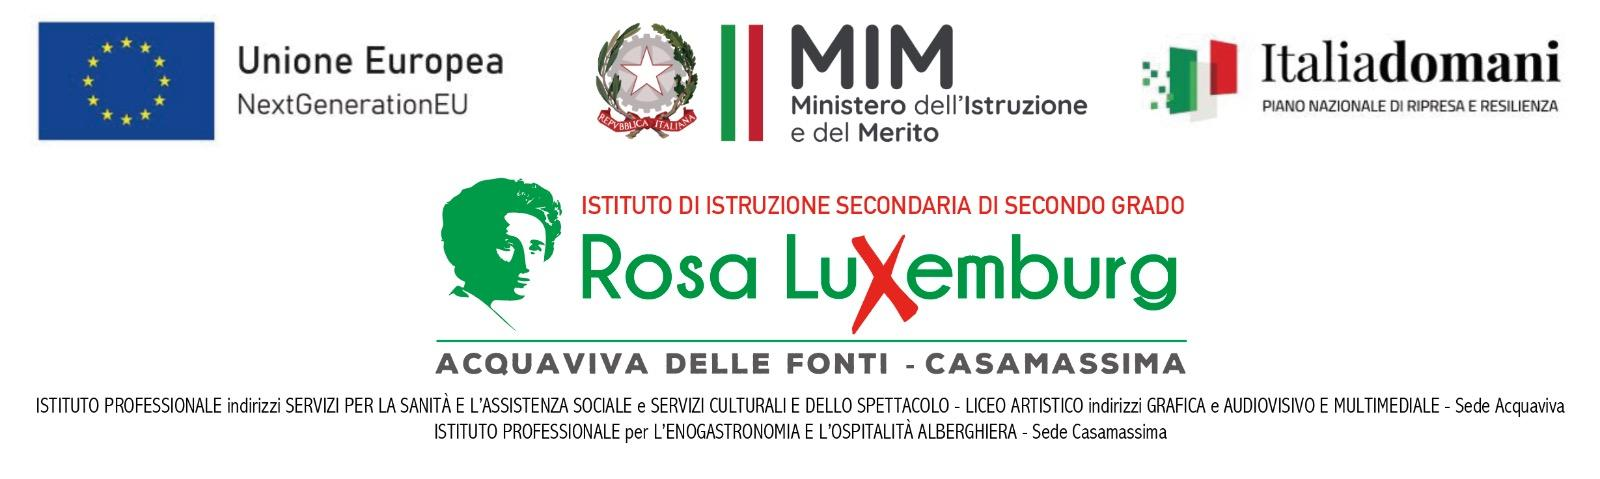 Unione Europea
NextGenerationEU
REPVBBLICA ITALIANA
MIM
Ministero dell'Istruzione
e del Merito
Italiadomani
PIANO NAZIONALE DI RIPRESA E RESILIENZA
ISTITUTO DI ISTRUZIONE SECONDARIA DI SECONDO GRADO
Rosa LuXemburg
ACQUAVIVA DELLE FONTI - CASAMASSIMA
ISTITUTO PROFESSIONALE indirizzi SERVIZI PER LA SANITÀ E L'ASSISTENZA SOCIALE e SERVIZI CULTURALI E DELLO SPETTACOLO - LICEO ARTISTICO indirizzi GRAFICA e AUDIOVISIVO E MULTIMEDIALE - Sede Acquaviva
ISTITUTO PROFESSIONALE per L'ENOGASTRONOMIA E L'OSPITALITÀ ALBERGHIERA - Sede Casamassima